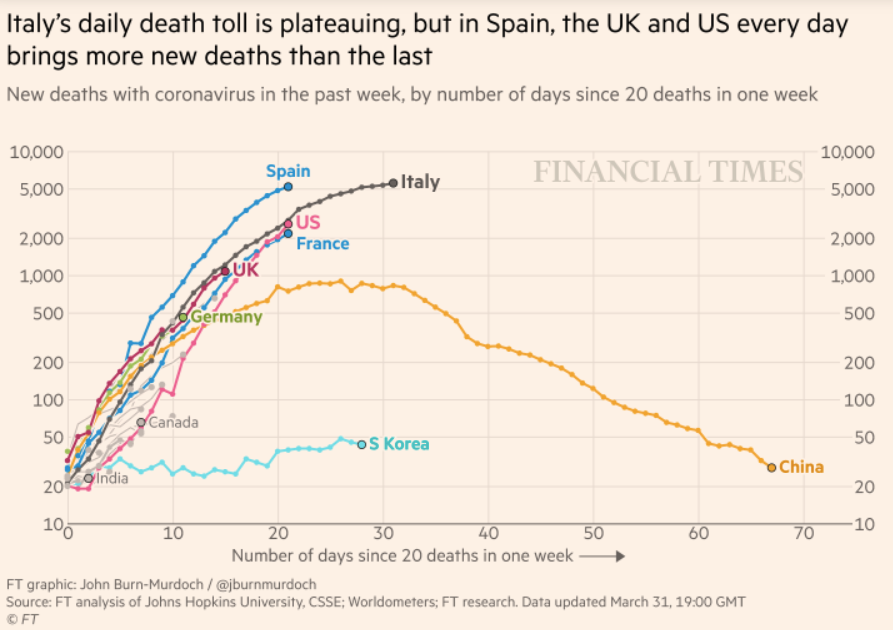 Italy's daily death toll is plateauing, but in Spain, the UK and US every day
brings more new deaths than the last
New deaths with coronavirus in the past week, by number of days since 20 deaths in one week
FINANCIAL TIMES
10,000
5,000
2,000
1,000
500
200
100
50
20
10
10,000
5,000
2,000
1,000
500
200
100
50
20
10
Spain
Italy
US
France
UK
Germany
Canada
S Korea
India
China
0
10
20
30
40
50
60
70
Number of days since 20 deaths in one week
FT graphic: John Burn-Murdoch / @jburnmurdoch
Source: FT analysis of Johns Hopkins University, CSSE; Worldometers; FT research. Data updated March 31, 19:00 GMT
© FT